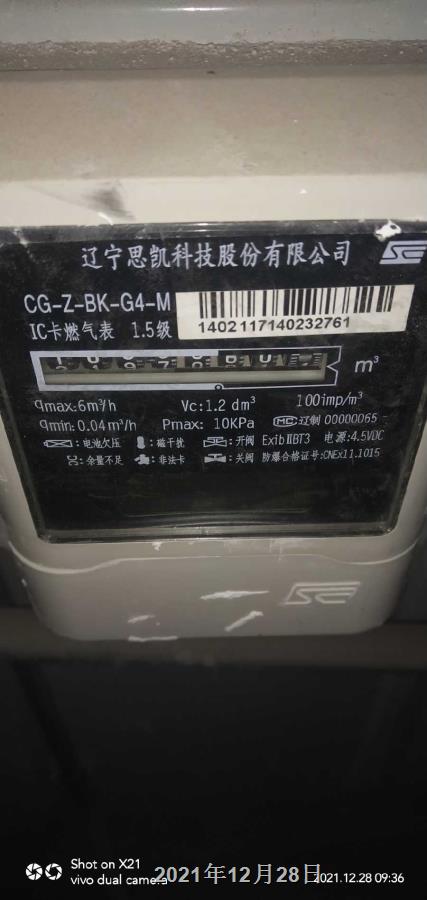 辽宁思凯科技股份有限公司
CG-Z-BK-G4-M
IC卡燃气表 1.5级
1402117140232761
m³
qmax:6m³/h Vc:1.2 dm³ 100imp/m³
qmin:0.04m³/h Pmax: 10KPa MC 辽制 00000065-
:电池欠压 :磁干扰 :开阀 ExibⅡBT3 电源:4.5VDC
:余量不足 :非法卡 :关阀 防爆合格证号:CNEx11.1015
Shot on X21
vivo dual camera
2021年12月28日
2021.12.28 09:36